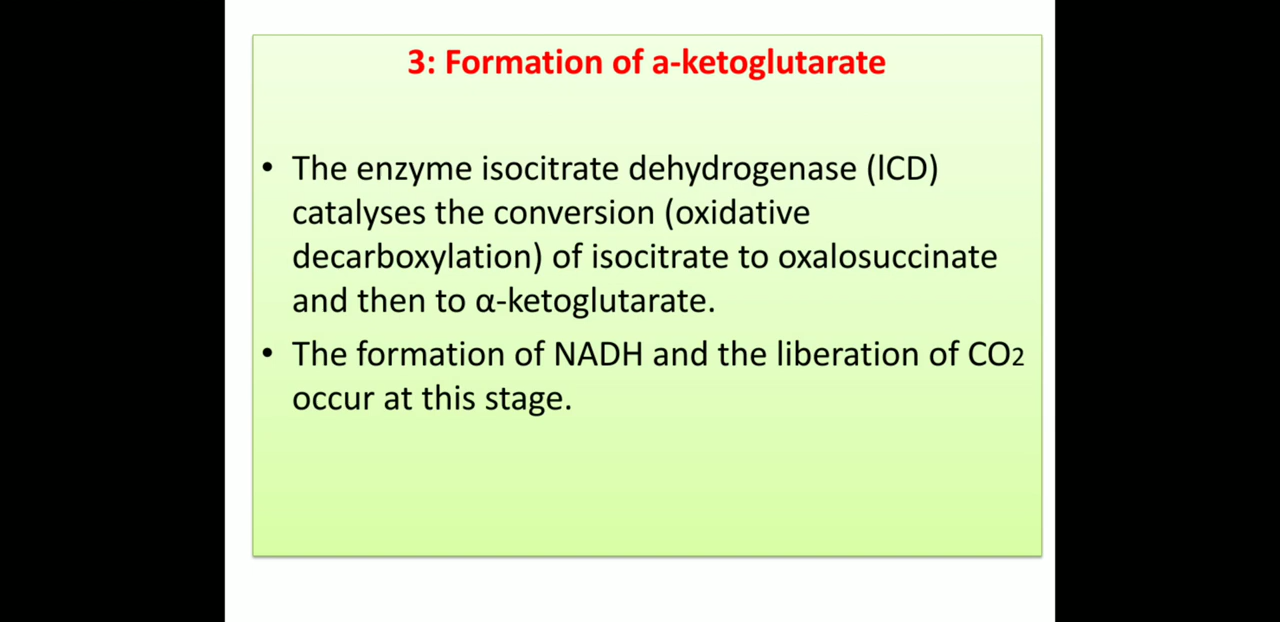 3: Formation of a-ketoglutarate
• The enzyme isocitrate dehydrogenase (lCD)
catalyses the conversion (oxidative
decarboxylation) of isocitrate to oxalosuccinate
and then to α-ketoglutarate.
• The formation of NADH and the liberation of CO2
occur at this stage.